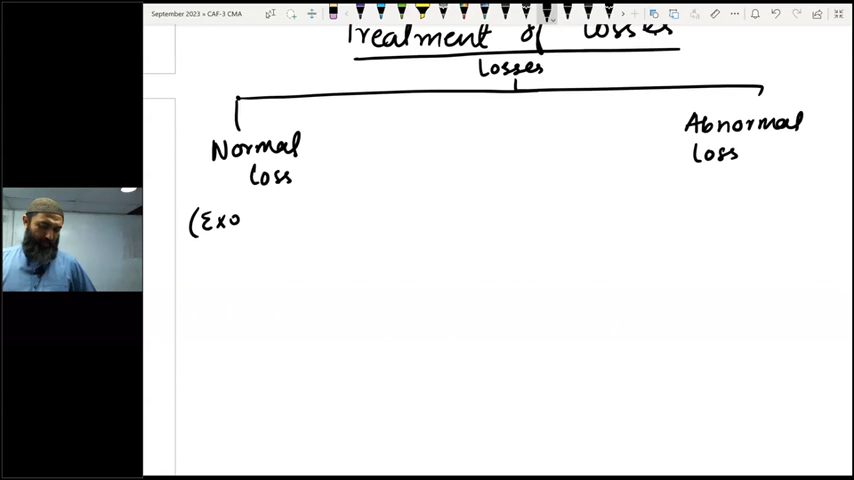 September 2023 » CAF-3 CMA
Treatment of Losses
Losses
Normal Loss
Abnormal Loss
(Exo